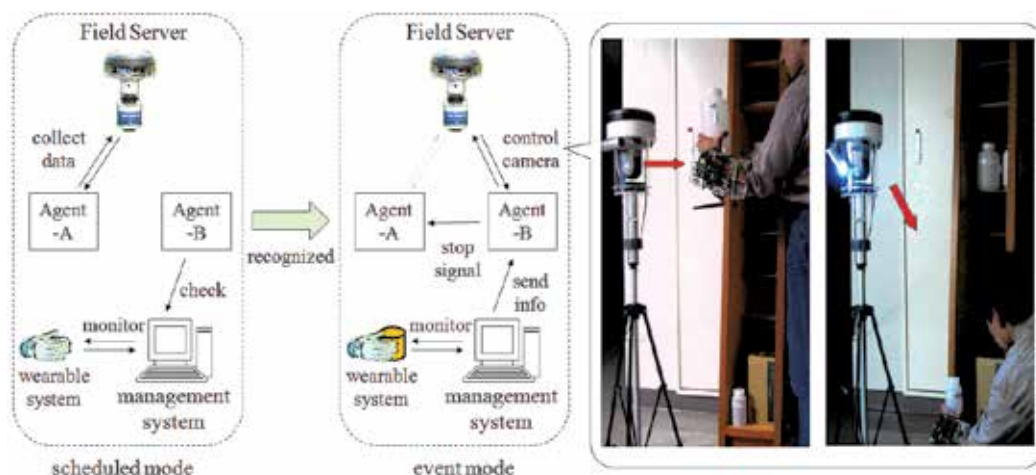 Field Server
collect
data
Agent
-A
Agent
-B
check
monitor
wearable
system
management
system
scheduled mode
recognized
Field Server
control
camera
Agent
-A
Agent
-B
stop
signal
send
info
monitor
wearable
system
management
system
event mode